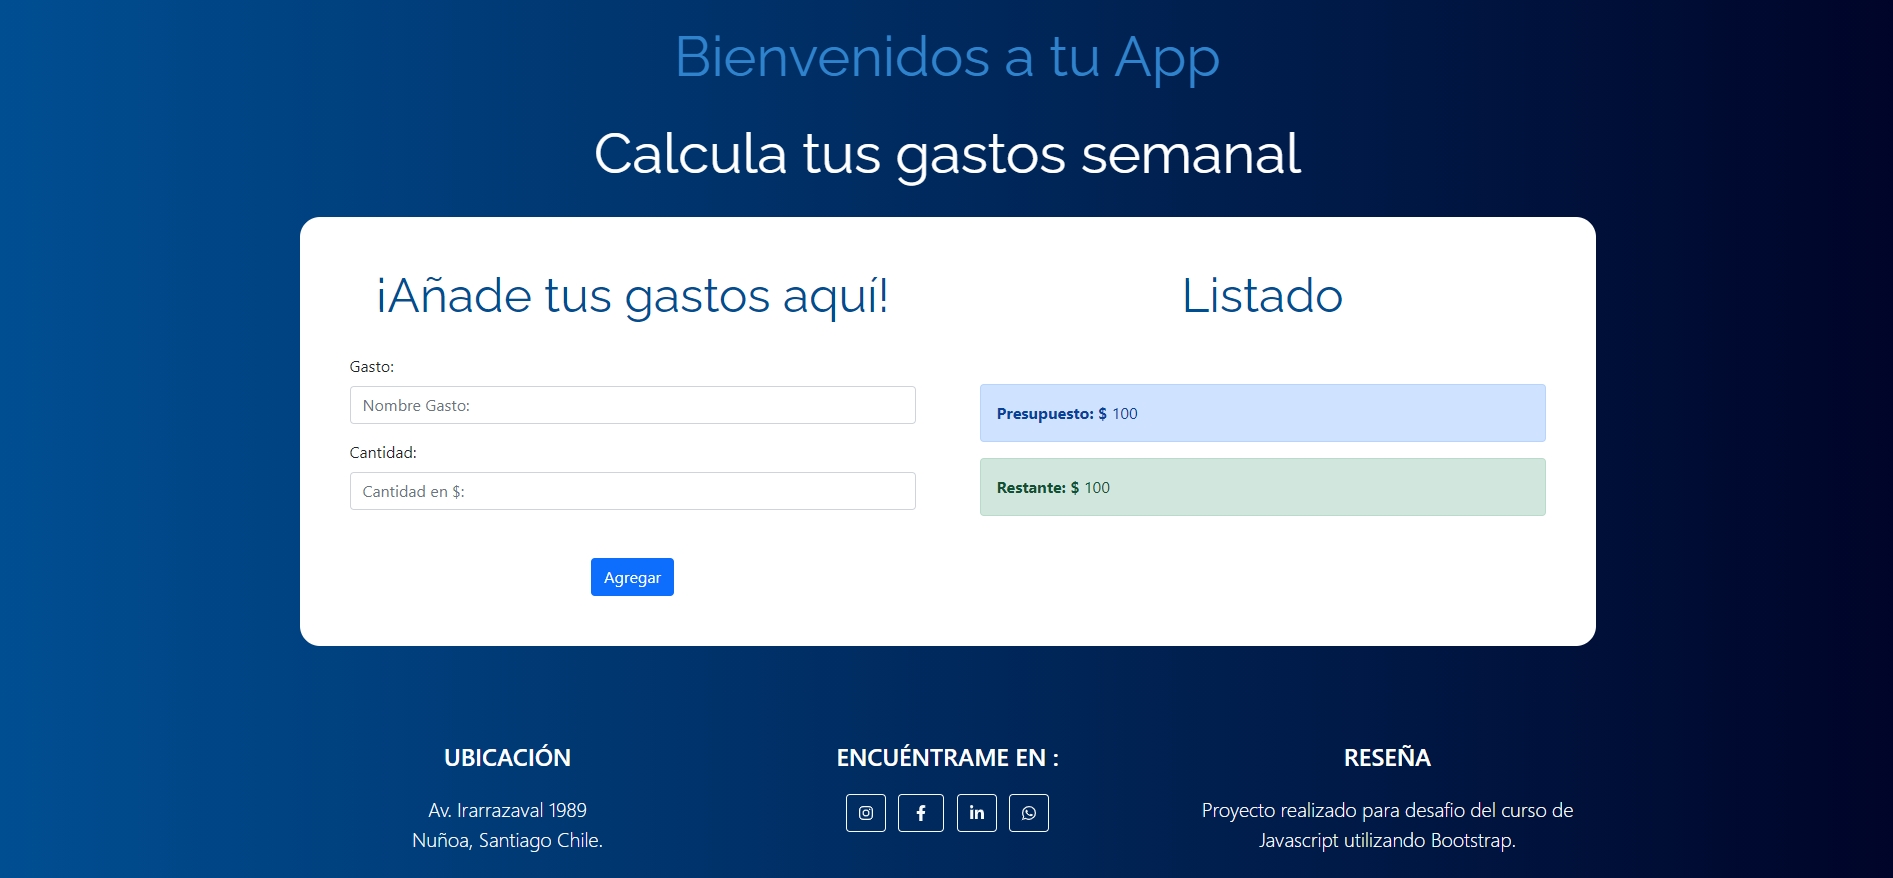 Bienvenidos a tu App
Calcula tus gastos semanal
¡Añade tus gastos aquí!
Gasto:
Nombre Gasto:
Cantidad:
Cantidad en $:
Agregar
Listado
Presupuesto: $ 100
Restante: $ 100
UBICACIÓN
Av. Irarrazaval 1989
Nuñoa, Santiago Chile.
ENCUÉNTRAME EN :
RESEÑA
Proyecto realizado para desafio del curso de
Javascript utilizando Bootstrap.